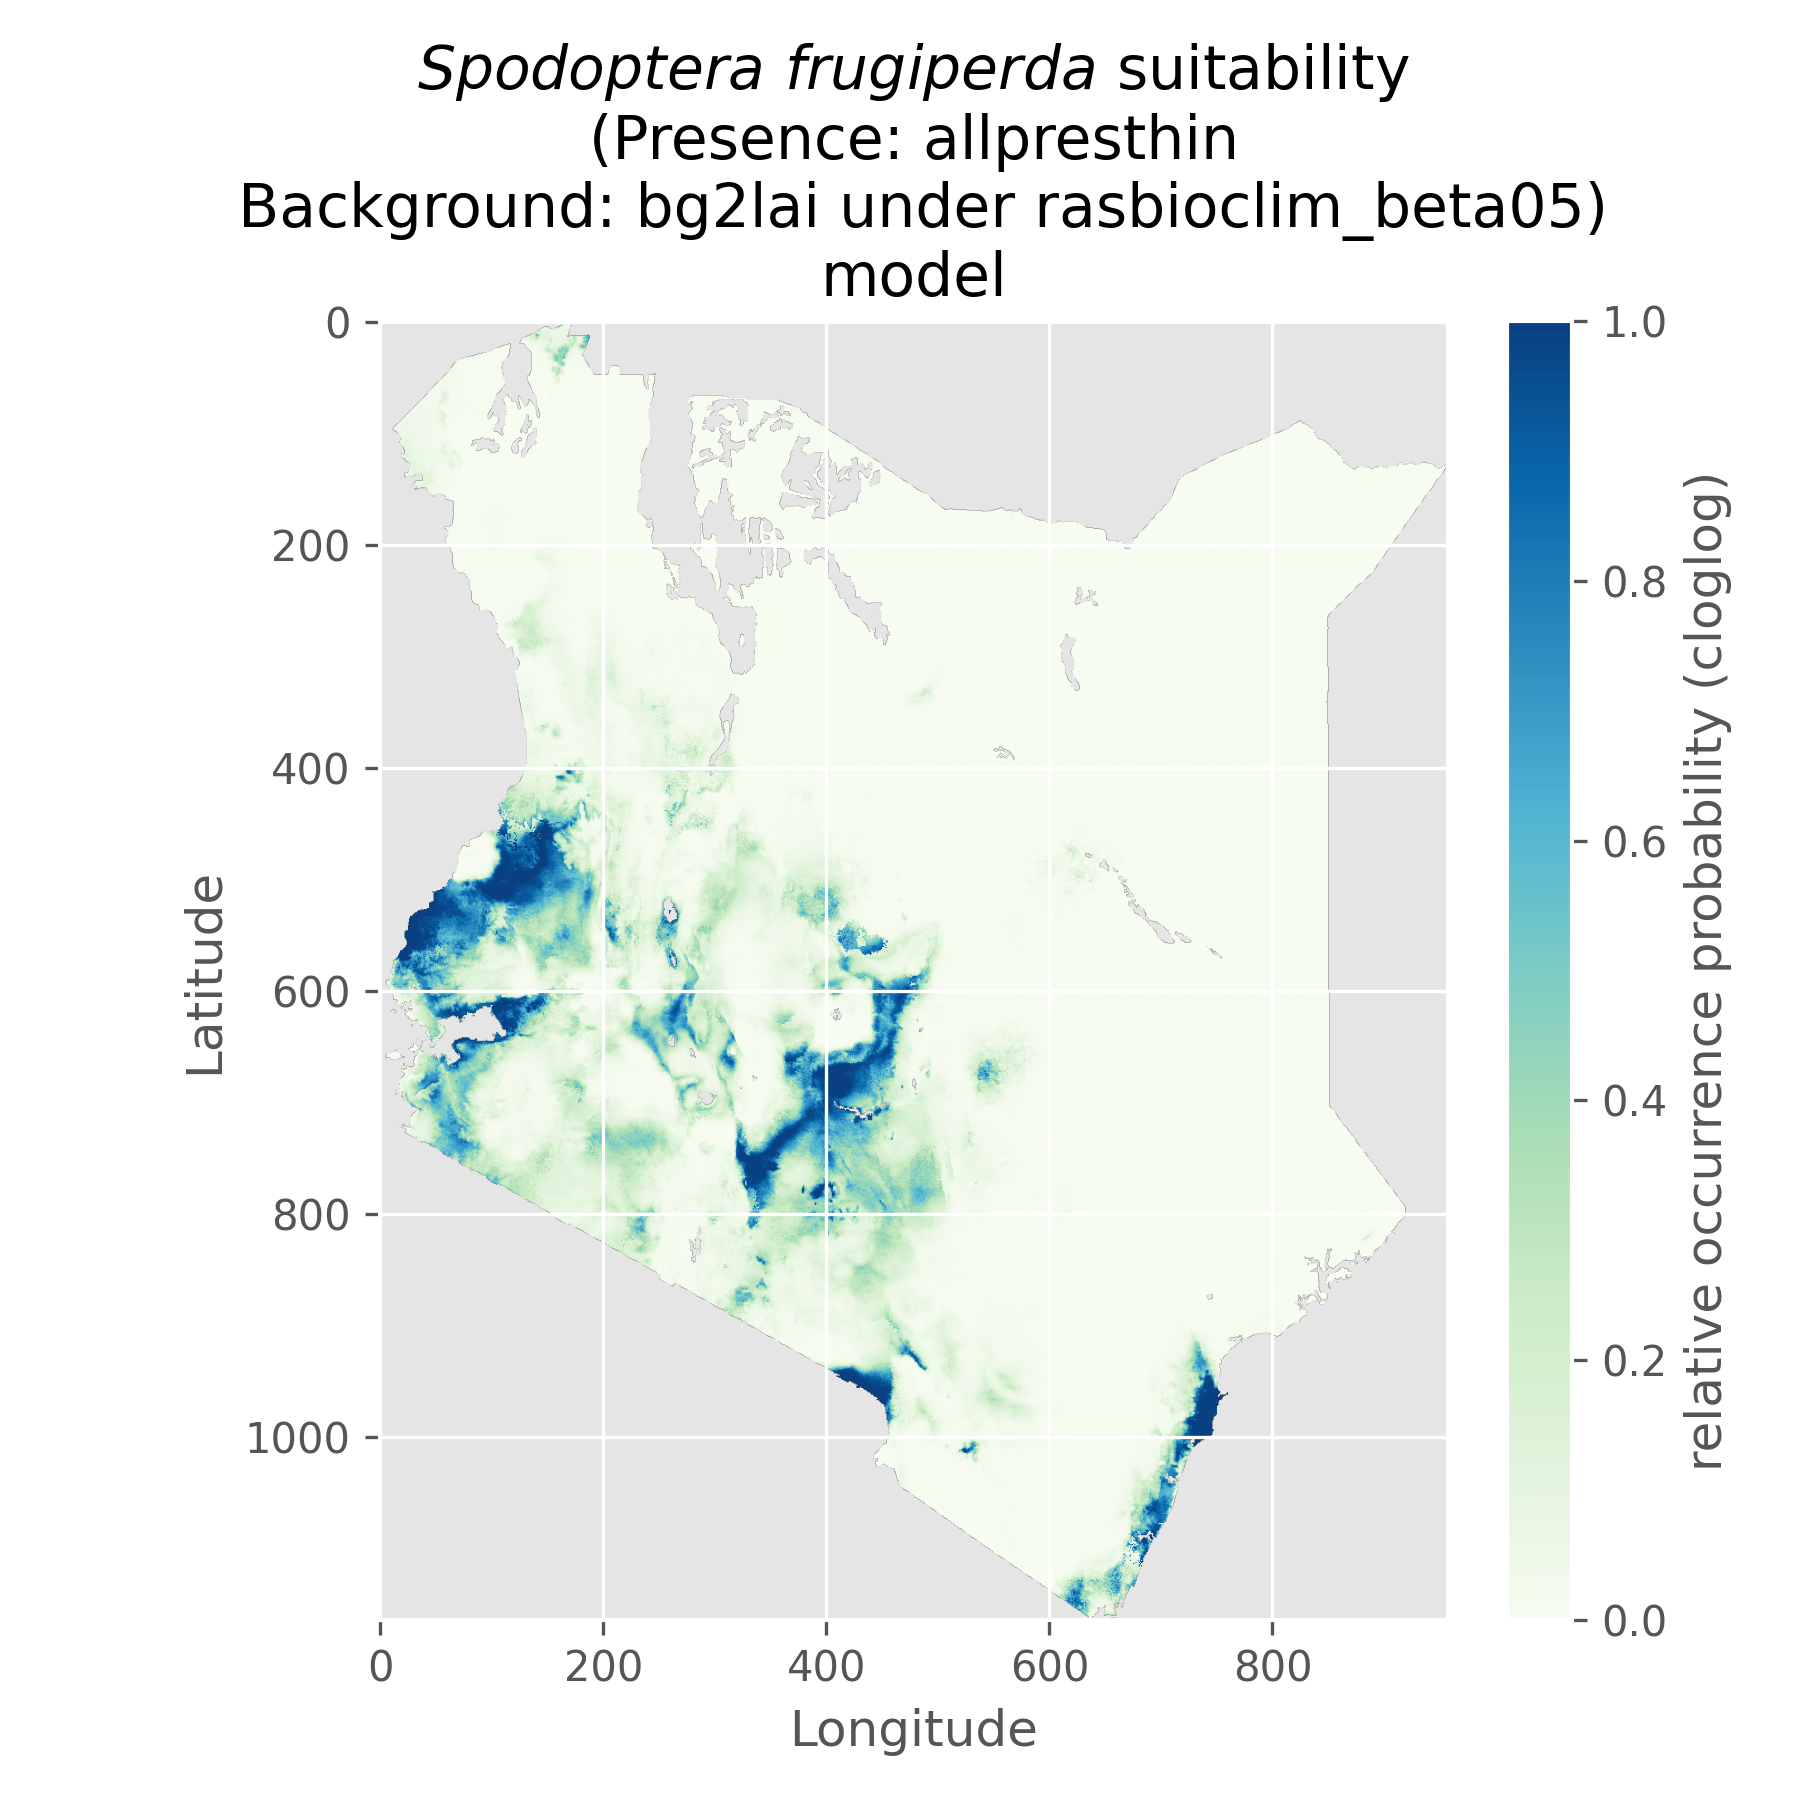 Spodoptera frugiperda suitability
(Presence: allpresthin
Background: bg2lai under rasbioclim_beta05)
model
0
200
400
600
800
1000
Latitude
0
200
400
600
800
Longitude
1.0
0.8
0.6
0.4
0.2
0.0
relative occurrence probability (cloglog)